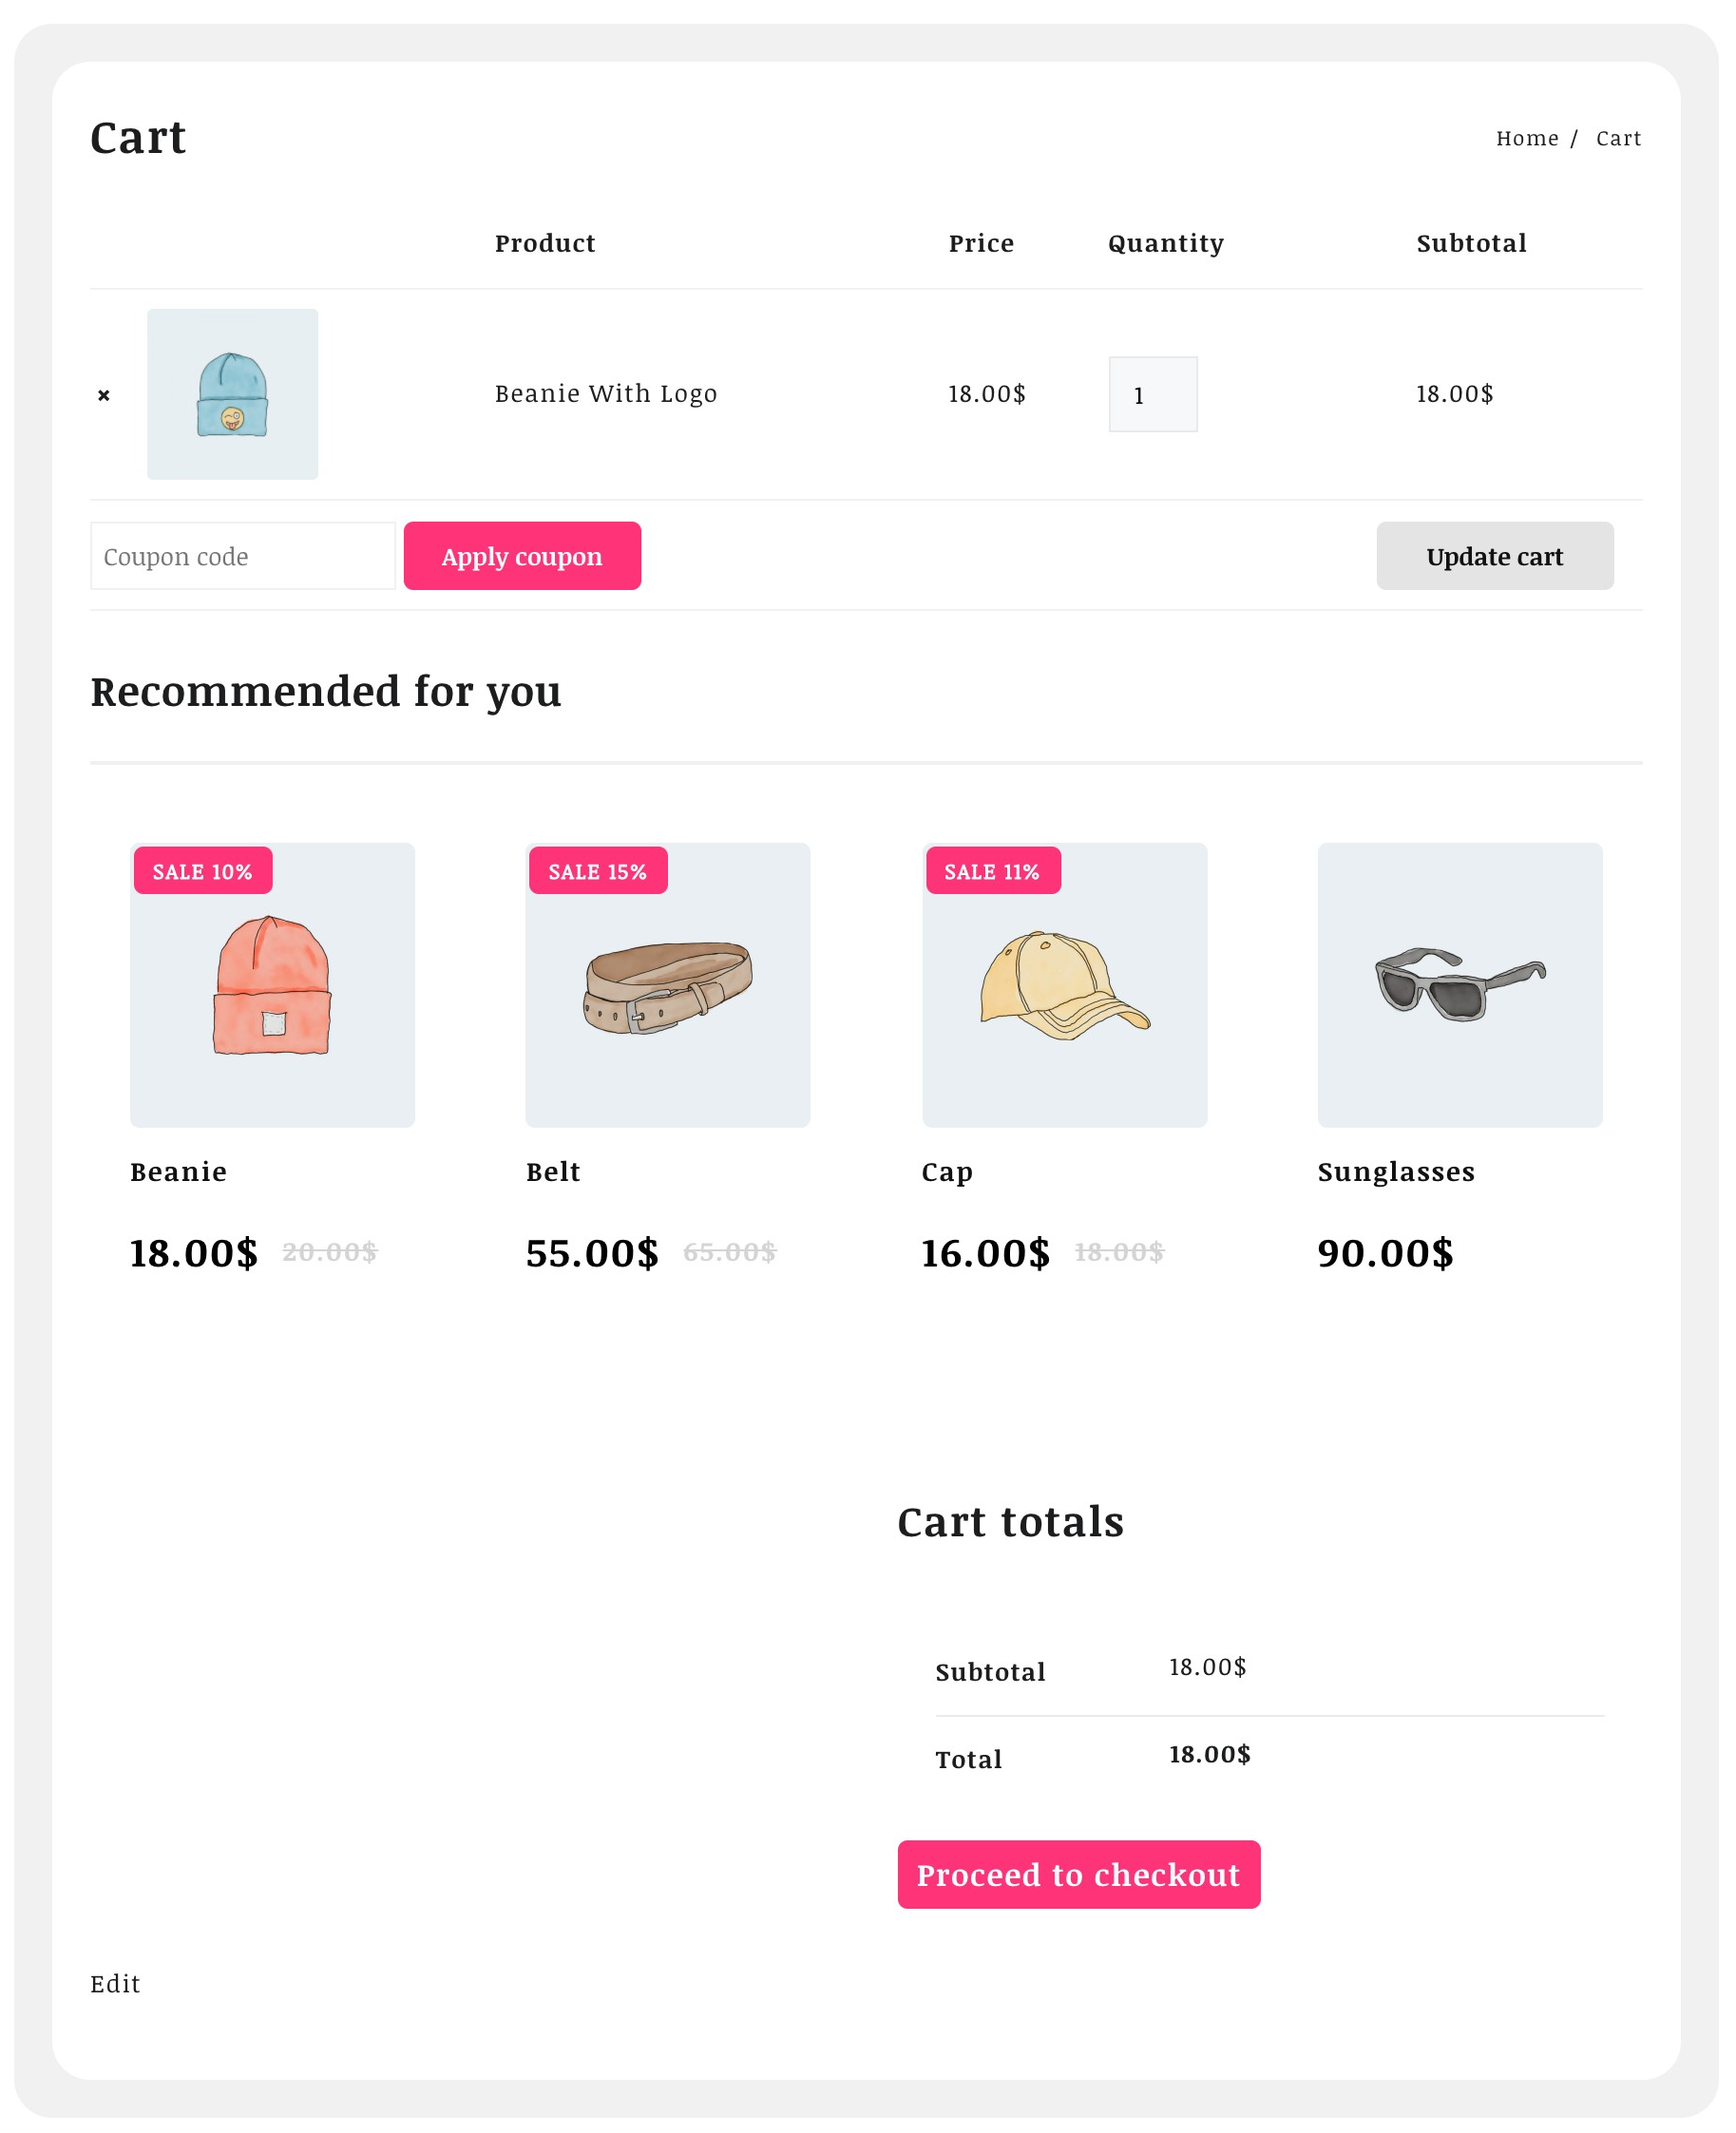 Cart
Home / Cart
Product Price Quantity Subtotal
× Beanie With Logo 18.00$ 1 18.00$
Coupon code Apply coupon Update cart
Recommended for you
SALE 10% SALE 15% SALE 11%
Beanie Belt Cap Sunglasses
18.00$ 20.00$ 55.00$ 65.00$ 16.00$ 18.00$ 90.00$
Cart totals
Subtotal 18.00$
Total 18.00$
Proceed to checkout
Edit